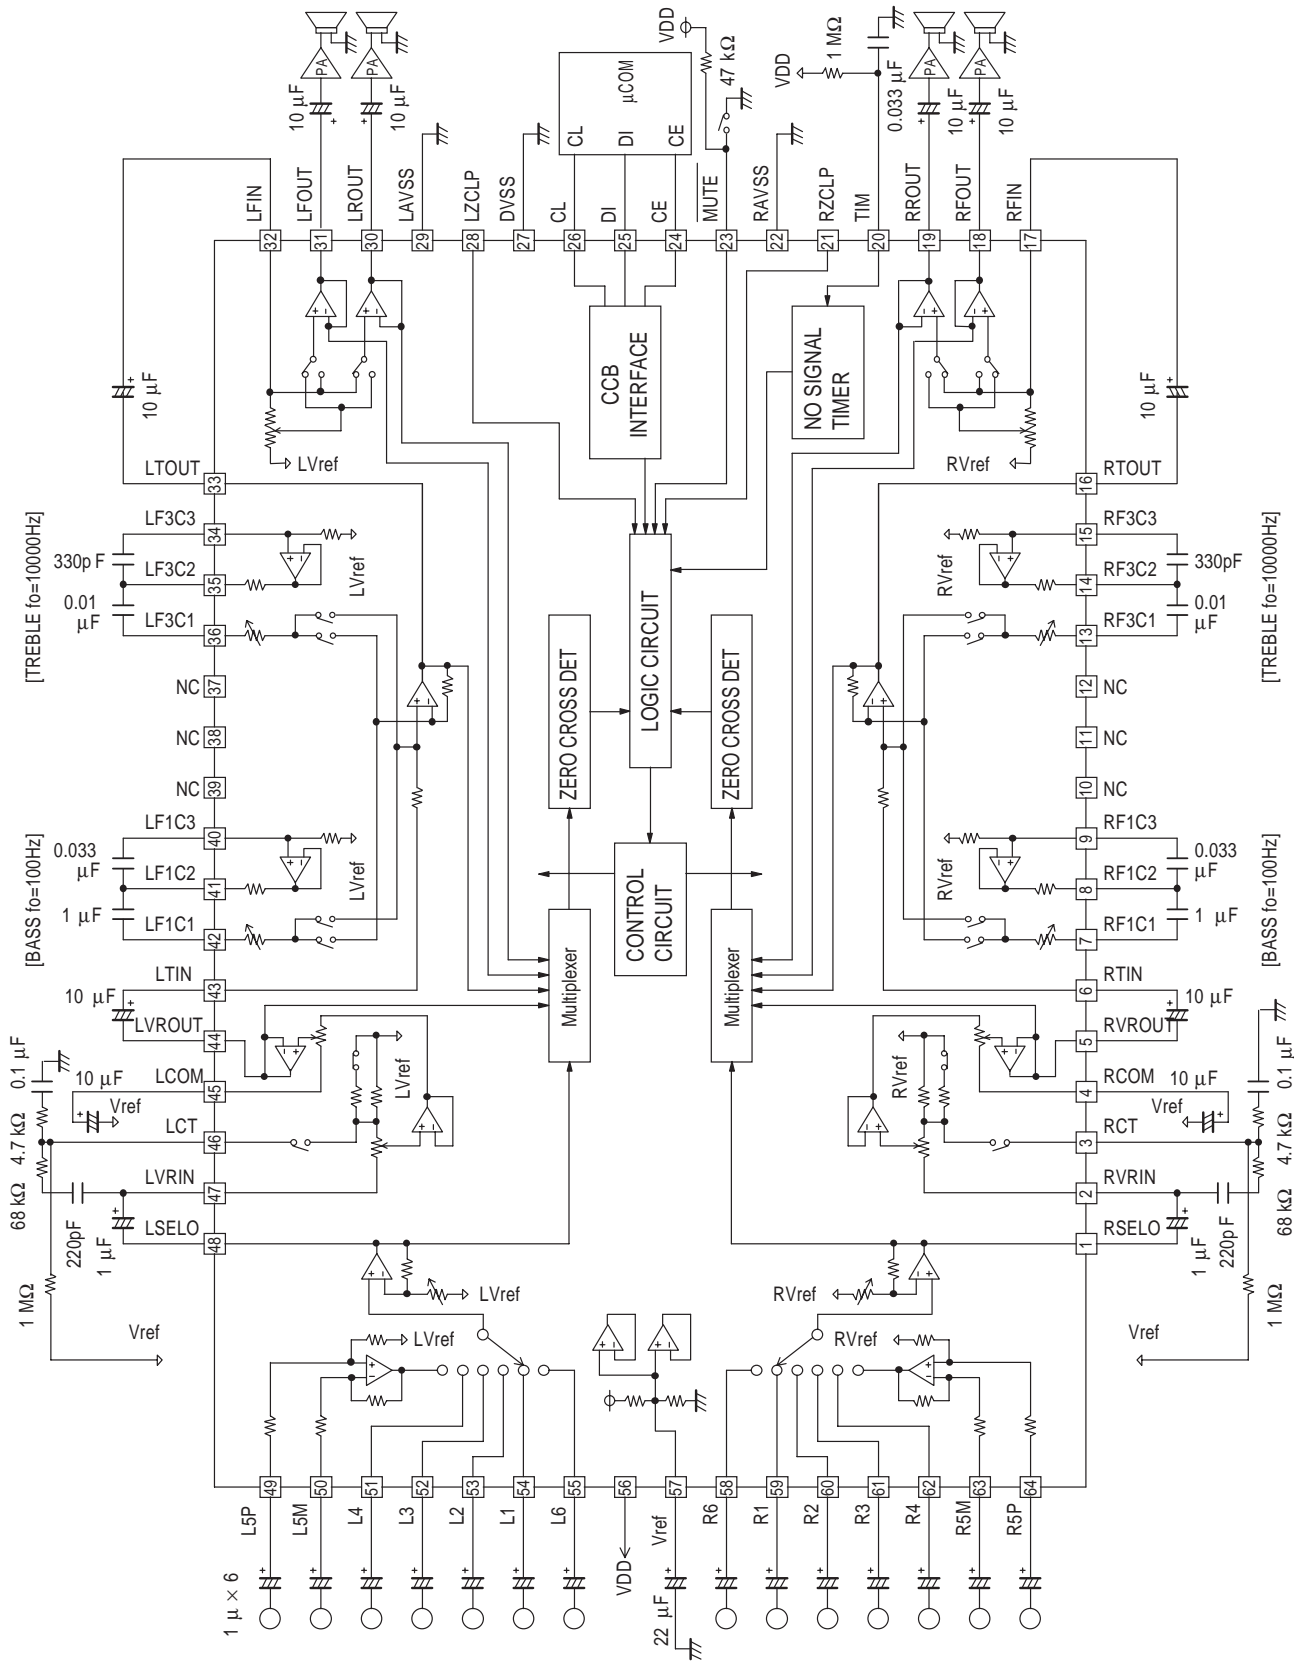 PA
PA
10 μF
10 μF
μCOM
CL
DI
CE
VDD
47 kΩ
VDD
1 MΩ
0.033 μF
PA
PA
10 μF
10 μF
LFIN
LFOUT
LROUT
LAVSS
LZCLP
DVSS
CL
DI
CE
MUTE
RAVSS
RZCLP
TIM
RROUT
RFOUT
RFIN
32
31
30
29
28
27
26
25
24
23
22
21
20
19
18
17
10 μF
CCB
INTERFACE
NO SIGNAL
TIMER
10 μF
LVref
RVref
LTOUT
33
16
RTOUT
[TREBLE fo=10000Hz]
LF3C3
34
330p F
LF3C2
35
0.01
μF
LF3C1
36
LVref
NC
37
NC
38
NC
39
LOGIC CIRCUIT
ZERO CROSS DET
ZERO CROSS DET
RVref
15
RF3C3
330pF
14
RF3C2
0.01
μF
13
RF3C1
[TREBLE fo=10000Hz]
12
NC
11
NC
10
NC
[BASS fo=100Hz]
LF1C3
40
0.033
μF
LF1C2
41
1 μF
LF1C1
42
LVref
CONTROL
CIRCUIT
Multiplexer
Multiplexer
RVref
9
RF1C3
0.033
μF
8
RF1C2
1 μF
7
RF1C1
[BASS fo=100Hz]
LTIN
43
10 μF
LVROUT
44
LCOM
45
10 μF
Vref
0.1 μF
4.7 kΩ
LCT
46
68 kΩ
LVRIN
47
220pF
1 μF
LSELO
48
1 MΩ
Vref
LVref
RVref
6
RTIN
10 μF
5
RVROUT
4
RCOM
10 μF
Vref
0.1 μF
3
RCT
4.7 kΩ
2
RVRIN
68 kΩ
1
RSELO
1 μF
220p F
1 MΩ
Vref
LVref
RVref
LVref
RVref
49
50
51
52
53
54
55
56
57
58
59
60
61
62
63
64
L5P
L5M
L4
L3
L2
L1
L6
VDD
Vref
R6
R1
R2
R3
R4
R5M
R5P
1 μ × 6
22 μF